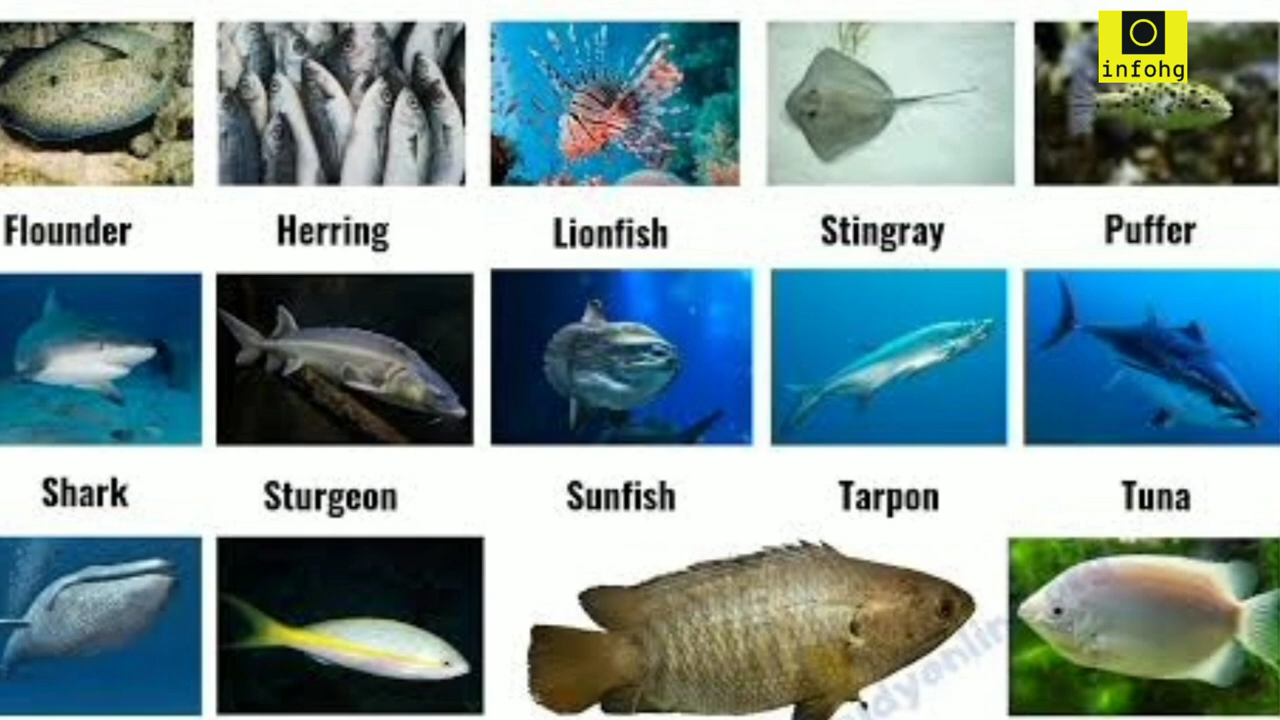 infohg
Flounder
Herring
Lionfish
Stingray
Puffer
Shark
Sturgeon
Sunfish
Tarpon
Tuna